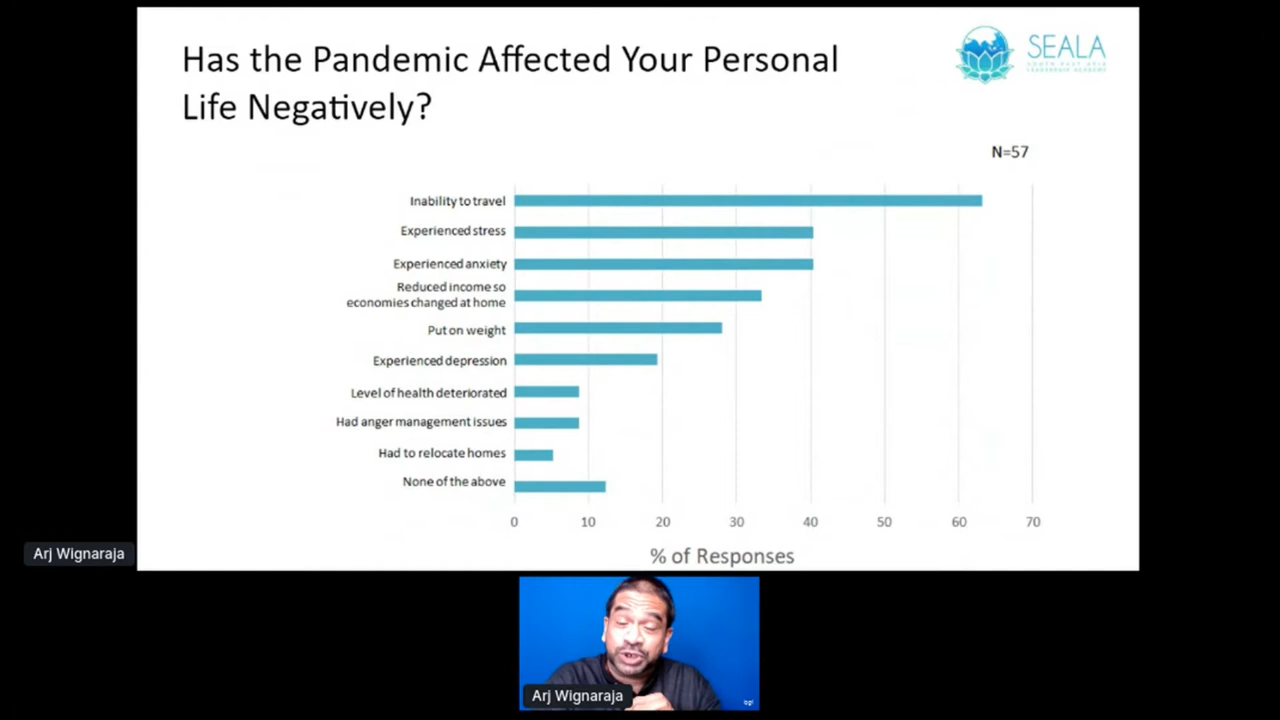 Has the Pandemic Affected Your Personal
Life Negatively?
SEALA
SOUTH EAST ASIA
LEADERSHIP ACADEMY
N=57
Inability to travel
Experienced stress
Experienced anxiety
Reduced income so
economies changed at home
Put on weight
Experienced depression
Level of health deteriorated
Had anger management issues
Had to relocate homes
None of the above
0 10 20 30 40 50 60 70
% of Responses
Arj Wignaraja
Arj Wignaraja